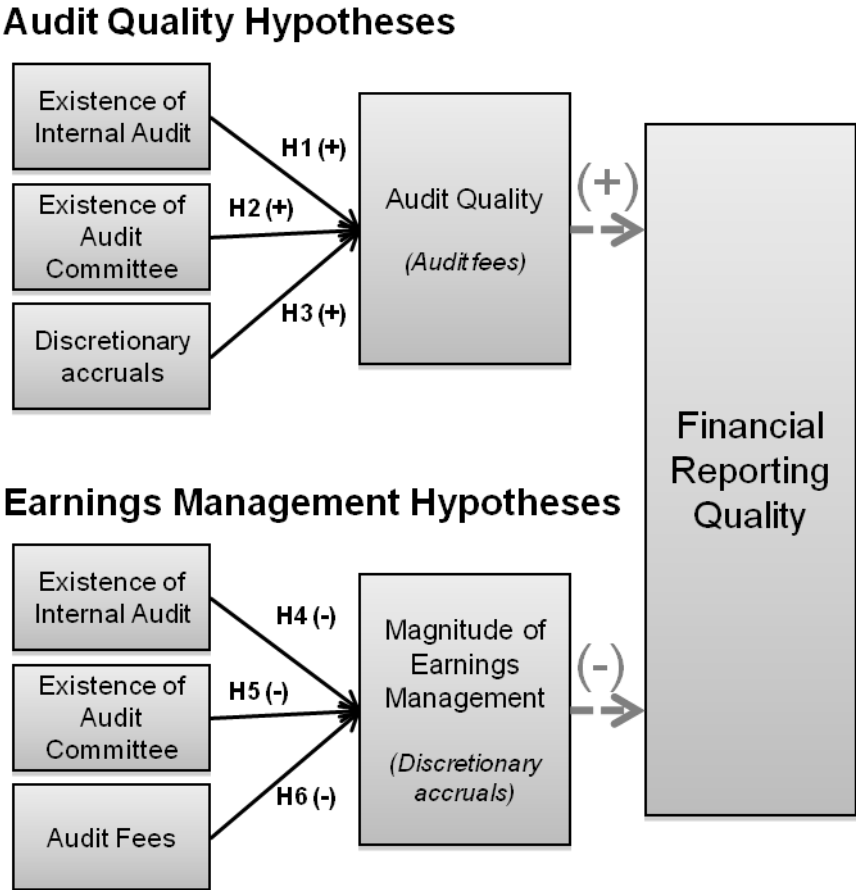 Audit Quality Hypotheses
Existence of
Internal Audit
H1 (+)
Existence of
Audit
Committee
H2 (+)
Discretionary
accruals
H3 (+)
Audit Quality
(Audit fees)
(+)
Earnings Management Hypotheses
Existence of
Internal Audit
H4 (-)
Existence of
Audit
Committee
H5 (-)
Audit Fees
H6 (-)
Magnitude of
Earnings
Management
(Discretionary
accruals)
(-)
Financial
Reporting
Quality